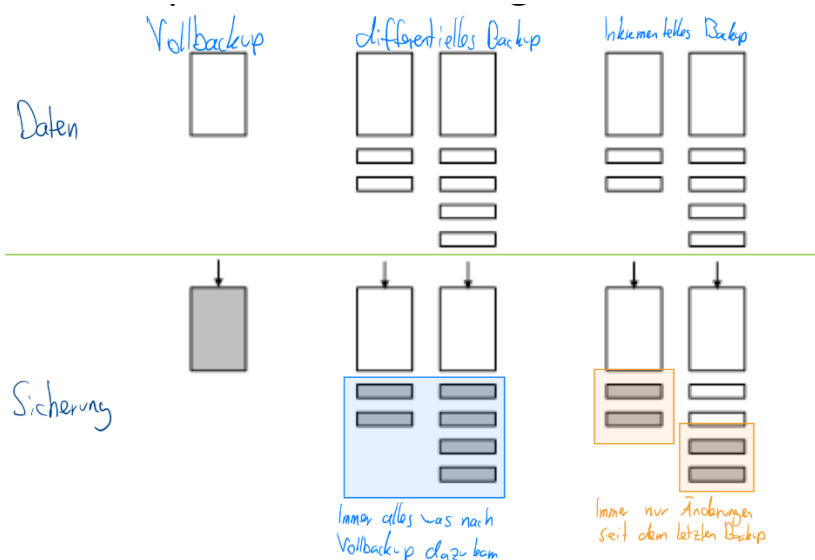 Vollbackup
differentielles Backup
Inkrementelles Backup
Daten
Sicherung
Immer alles was nach
Vollbackup dazu kam
Immer nur Änderungen
seit dem letzten Backup